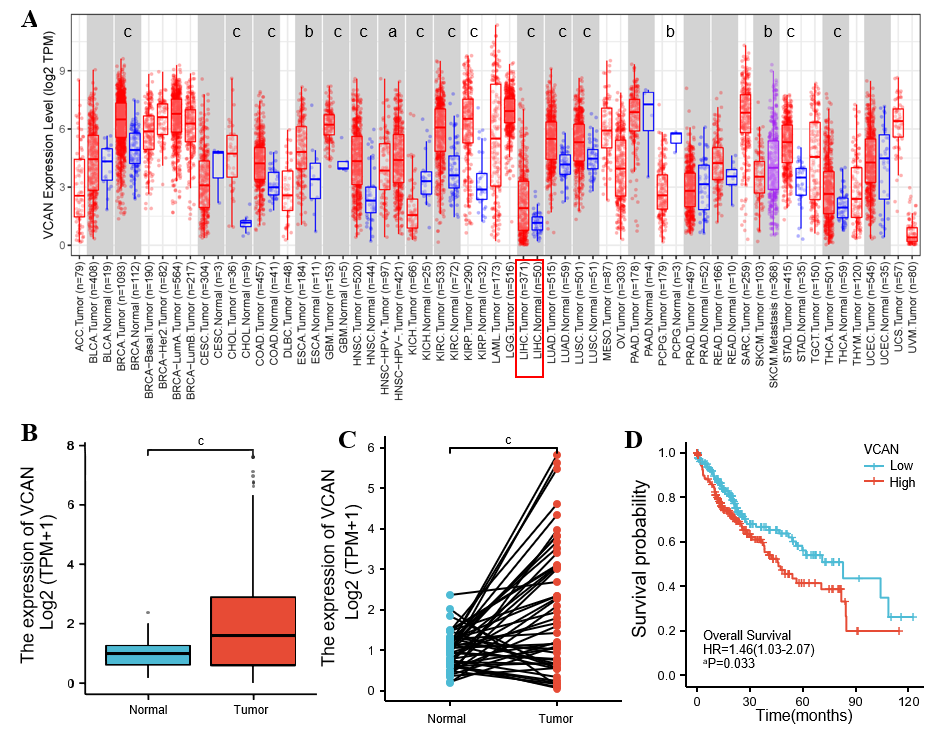 A
VCAN Expression Level (log2 TPM)
9
6
3
0
c c c b c c a c c c c c c b b c c
ACC.Tumor (n=79)
BLCA.Tumor (n=408)
BLCA.Normal (n=19)
BRCA.Tumor (n=1093)
BRCA.Normal (n=112)
BRCA-Basal.Tumor (n=190)
BRCA-Her2.Tumor (n=82)
BRCA-LumA.Tumor (n=564)
BRCA-LumB.Tumor (n=217)
CESC.Tumor (n=304)
CESC.Normal (n=3)
CHOL.Tumor (n=36)
CHOL.Normal (n=9)
COAD.Tumor (n=457)
COAD.Normal (n=41)
DLBC.Tumor (n=48)
ESCA.Tumor (n=184)
ESCA.Normal (n=11)
GBM.Tumor (n=153)
GBM.Normal (n=5)
HNSC.Tumor (n=520)
HNSC.Normal (n=44)
HNSC-HPV+.Tumor (n=97)
HNSC-HPV-.Tumor (n=421)
KICH.Tumor (n=66)
KICH.Normal (n=25)
KIRC.Tumor (n=533)
KIRC.Normal (n=72)
KIRP.Tumor (n=290)
KIRP.Normal (n=32)
LAML.Tumor (n=173)
LGG.Tumor (n=516)
LIHC.Tumor (n=371)
LIHC.Normal (n=50)
LUAD.Tumor (n=515)
LUAD.Normal (n=59)
LUSC.Tumor (n=501)
LUSC.Normal (n=51)
MESO.Tumor (n=87)
OV.Tumor (n=303)
PAAD.Tumor (n=178)
PAAD.Normal (n=4)
PCPG.Tumor (n=179)
PCPG.Normal (n=3)
PRAD.Tumor (n=497)
PRAD.Normal (n=52)
READ.Tumor (n=166)
READ.Normal (n=10)
SARC.Tumor (n=259)
SKCM.Tumor (n=103)
SKCM.Metastasis (n=368)
STAD.Tumor (n=415)
STAD.Normal (n=35)
TGCT.Tumor (n=150)
THCA.Tumor (n=501)
THCA.Normal (n=59)
THYM.Tumor (n=120)
UCEC.Tumor (n=545)
UCEC.Normal (n=35)
UCS.Tumor (n=57)
UVM.Tumor (n=80)
B
The expression of VCAN
Log2 (TPM+1)
8
6
4
2
0
c
Normal Tumor
C
The expression of VCAN
Log2 (TPM+1)
6
5
4
3
2
1
0
c
Normal Tumor
D
Survival probability
1.0
0.8
0.6
0.4
0.2
0.0
VCAN
Low
High
Overall Survival
HR=1.46(1.03-2.07)
ᵃP=0.033
0 30 60 90 120
Time(months)